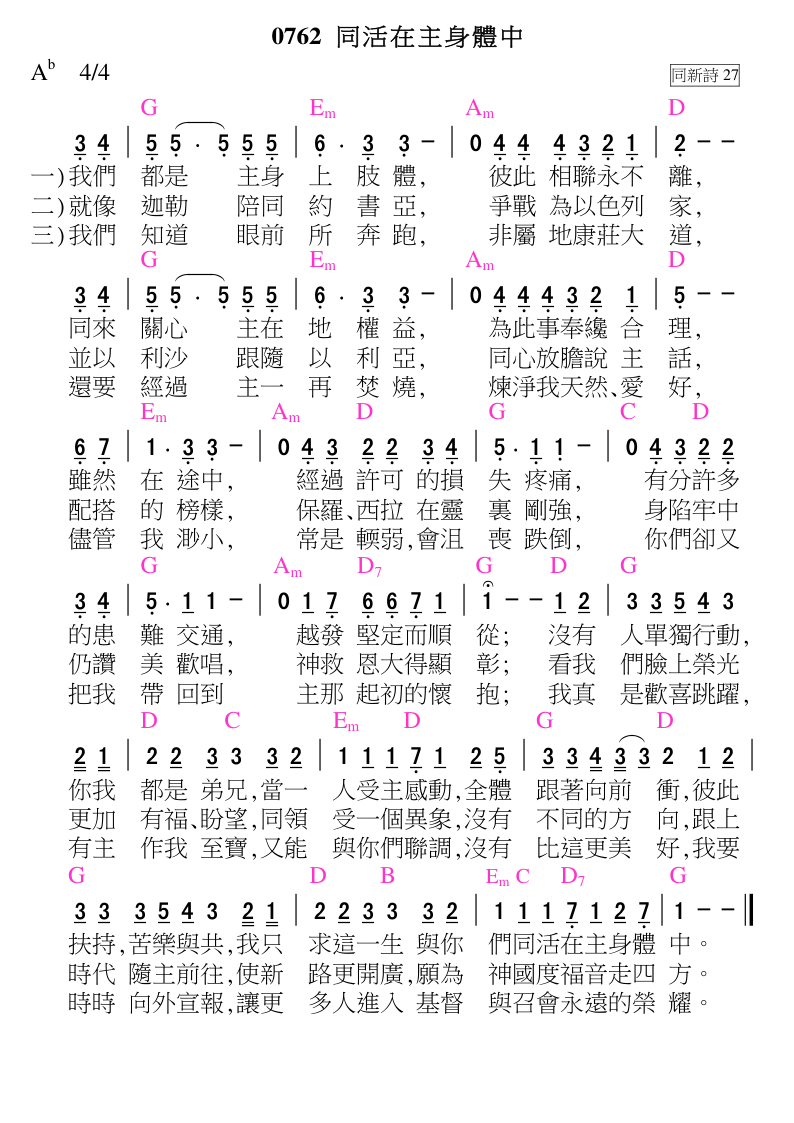 0762 同活在主身體中
A♭ 4/4 同新詩 27
G Em Am D
3 4 | 5 5 · 5 5 5 | 6 · 3 3 - | 0 4 4 4 3 2 1 | 2 - -
一)我們 都是 主身 上 肢 體, 彼此 相聯永不 離,
二)就像 迦勒 陪同 約 書 亞, 爭戰 為以色列 家,
三)我們 知道 眼前 所 奔 跑, 非屬 地康莊大 道,
G Em Am D
3 4 | 5 5 · 5 5 5 | 6 · 3 3 - | 0 4 4 4 3 2 1 | 5 - -
同來 關心 主在 地 權 益, 為此事奉纔 合 理,
並以 利沙 跟隨 以 利 亞, 同心放膽說 主 話,
還要 經過 主一 再 焚 燒, 煉淨我天然、愛 好,
Em Am D G C D
6 7 | 1 · 3 3 - | 0 4 3 2 2 3 4 | 5 · 1 1 - | 0 4 3 2 2
雖然 在 途中, 經過 許可 的損 失 疼痛, 有分許多
配搭 的 榜樣, 保羅、西拉 在靈 裏 剛強, 身陷牢中
儘管 我 渺小, 常是 輭弱,會沮 喪 跌倒, 你們卻又
G Am D7 G D G
3 4 | 5 · 1 1 - | 0 1 7 6 6 7 1 | 1 - - 1 2 | 3 3 5 4 3
的患 難 交通, 越發 堅定而順 從; 沒有 人單獨行動,
仍讚 美 歡唱, 神救 恩大得顯 彰; 看我 們臉上榮光
把我 帶 回到 主那 起初的懷 抱; 我真 是歡喜跳躍,
D C Em D G D
2 1 | 2 2 3 3 3 2 | 1 1 1 7 1 2 5 | 3 3 4 3 3 2 1 2 |
你我 都是 弟兄,當一 人受主感動,全體 跟著向前 衝,彼此
更加 有福、盼望,同領 受一個異象,沒有 不同的方 向,跟上
有主 作我 至寶,又能 與你們聯調,沒有 比這更美 好,我要
G D B Em C D7 G
3 3 3 5 4 3 2 1 | 2 2 3 3 3 2 | 1 1 1 7 1 2 7 | 1 - - ‖
扶持,苦樂與共,我只 求這一生 與你 們同活在主身體 中。
時代 隨主前往,使新 路更開廣,願為 神國度福音走四 方。
時時 向外宣報,讓更 多人進入 基督 與召會永遠的榮 耀。